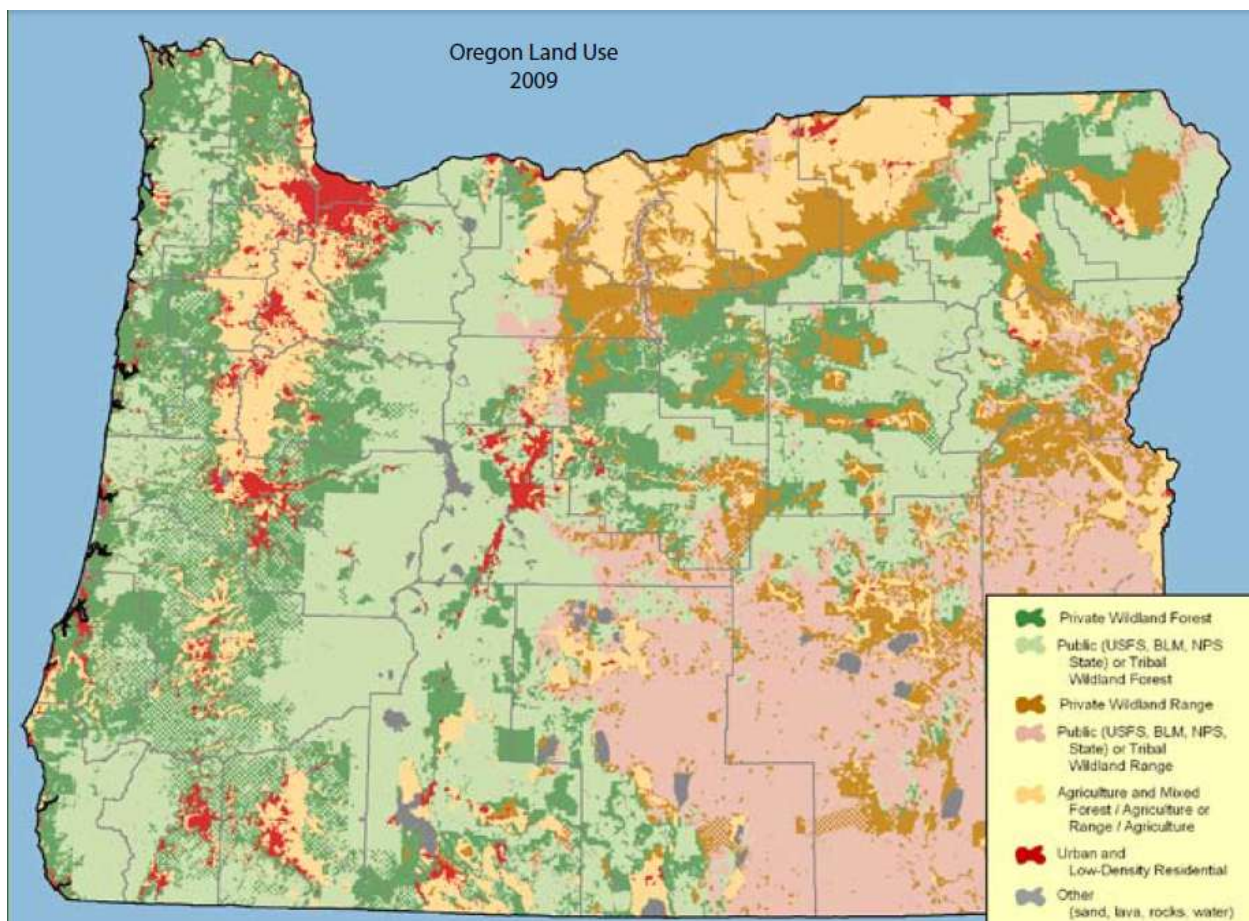 Oregon Land Use
2009
Private Wildland Forest
Public (USFS, BLM, NPS
State) or Tribal
Wildland Forest
Private Wildland Range
Public (USFS, BLM, NPS,
State) or Tribal
Wildland Range
Agriculture and Mixed
Forest / Agriculture or
Range / Agriculture
Urban and
Low-Density Residential
Other
(sand, lava, rocks, water)